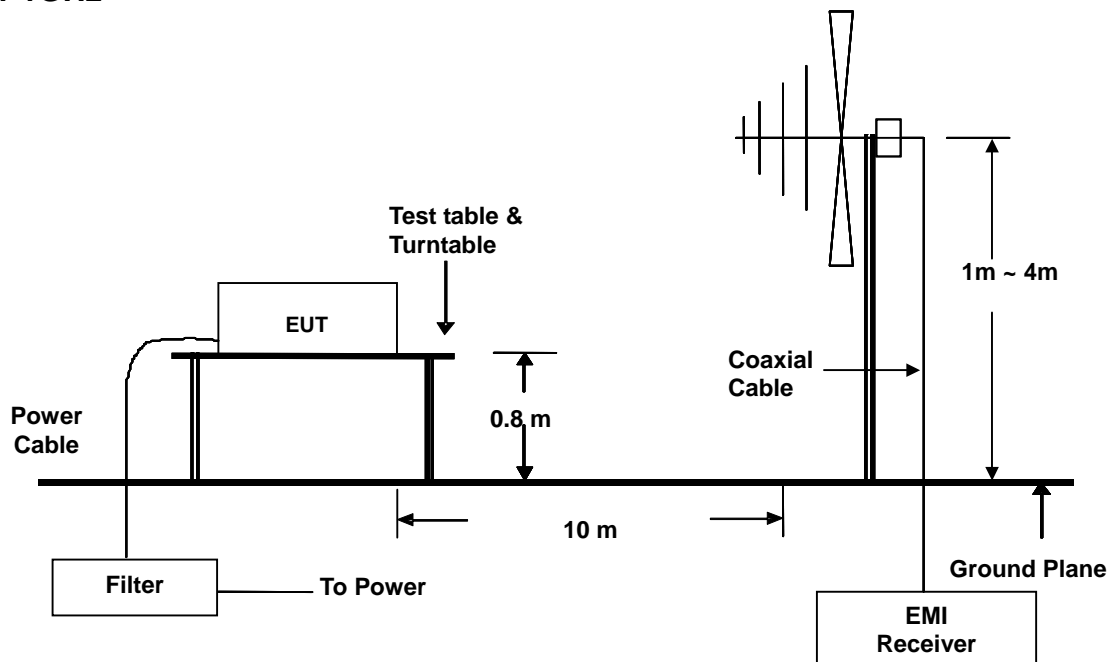 Test table &
Turntable
EUT
1m ~ 4m
Coaxial
Cable
0.8 m
Power
Cable
10 m
Ground Plane
Filter
To Power
EMI
Receiver